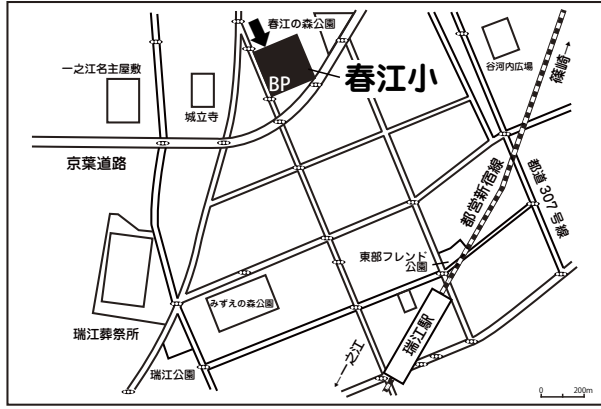 春江の森公園
谷河内広場
篠崎→
一之江名主屋敷
城立寺
BP
春江小
京葉道路
都営新宿線
都道307号線
東部フレンド
公園
みずえの森公園
瑞江葬祭所
瑞江駅
瑞江公園
←一之江
0 200m